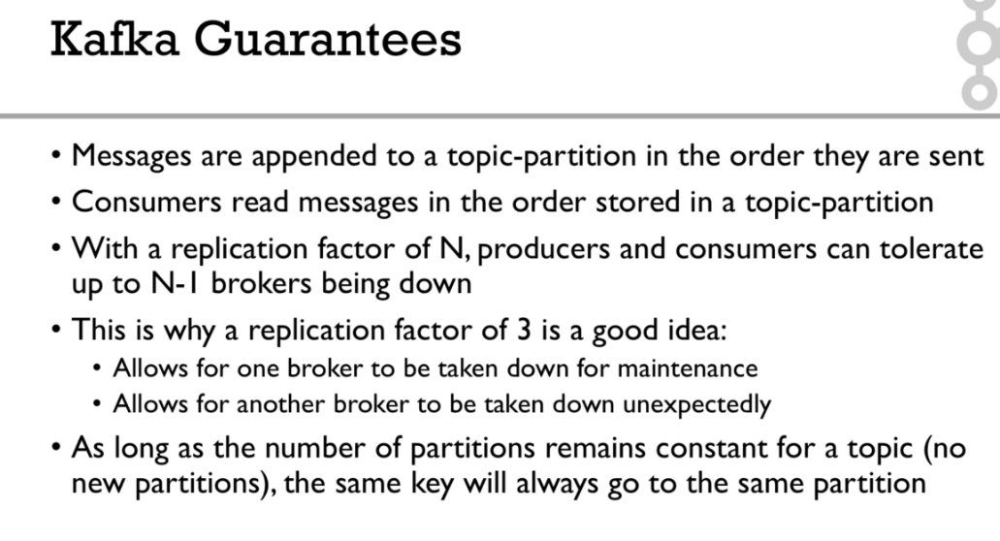 Kafka Guarantees
• Messages are appended to a topic-partition in the order they are sent
• Consumers read messages in the order stored in a topic-partition
• With a replication factor of N, producers and consumers can tolerate
up to N-1 brokers being down
• This is why a replication factor of 3 is a good idea:
• Allows for one broker to be taken down for maintenance
• Allows for another broker to be taken down unexpectedly
• As long as the number of partitions remains constant for a topic (no
new partitions), the same key will always go to the same partition